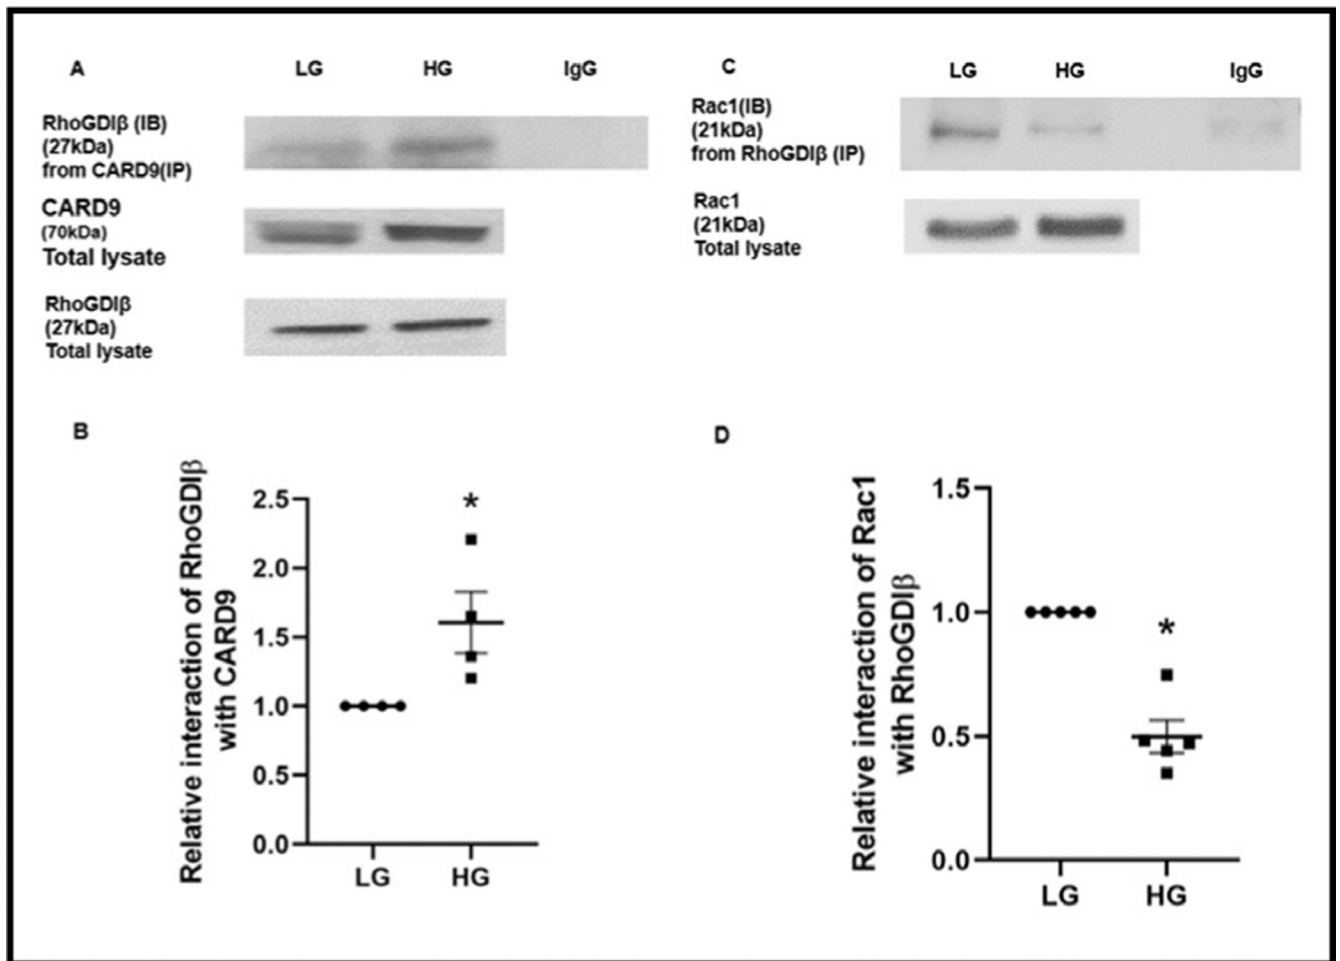 A
LG HG IgG
RhoGDIβ (IB)
(27kDa)
from CARD9(IP)
CARD9
(70kDa)
Total lysate
RhoGDIβ
(27kDa)
Total lysate
C
LG HG IgG
Rac1(IB)
(21kDa)
from RhoGDIβ (IP)
Rac1
(21kDa)
Total lysate
B
Relative interaction of RhoGDIβ
with CARD9
2.5
2.0
1.5
1.0
0.5
0.0
*
LG HG
D
Relative interaction of Rac1
with RhoGDIβ
1.5
1.0
0.5
0.0
*
LG HG